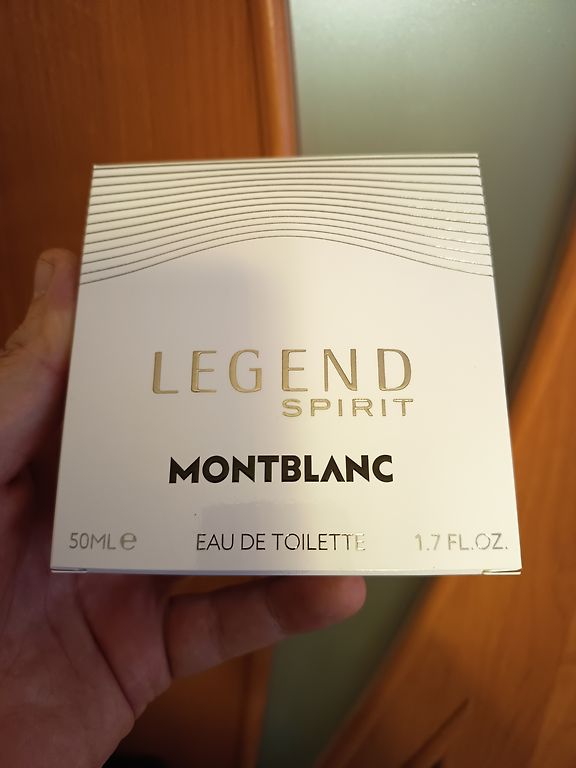 LEGEND
SPIRIT
MONTBLANC
50ML e EAU DE TOILETTE 1.7 FL.OZ.